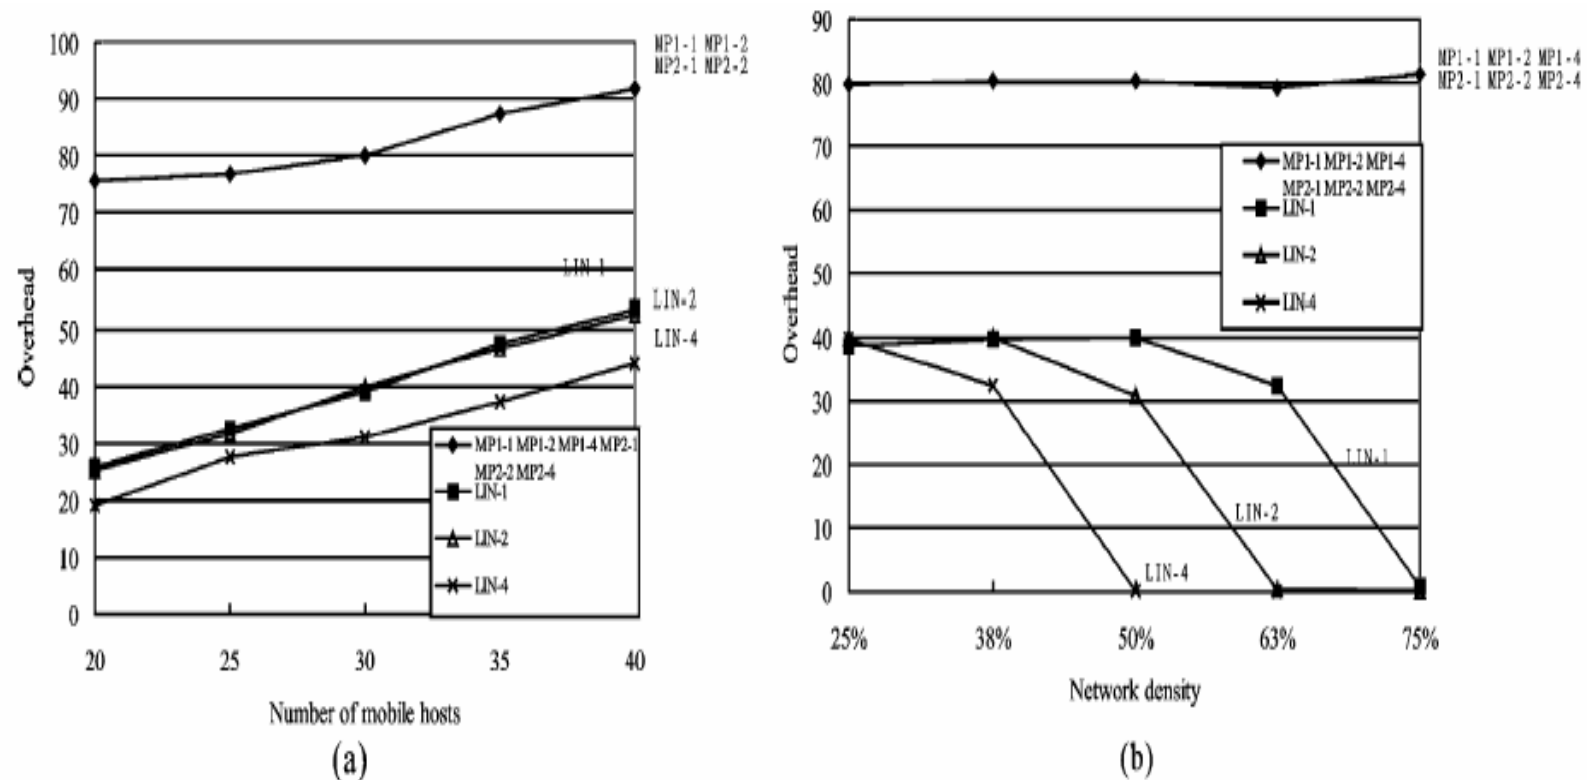 100
90
80
70
60
50
40
30
20
10
0
Overhead
20 25 30 35 40
Number of mobile hosts
MP1-1 MP1-2
MP2-1 MP2-2
LIN-1
LIN-2
LIN-4
MP1-1 MP1-2 MP1-4 MP2-1
MP2-2 MP2-4
LIN-1
LIN-2
LIN-4
(a)
90
80
70
60
50
40
30
20
10
0
Overhead
25% 38% 50% 63% 75%
Network density
MP1-1 MP1-2 MP1-4
MP2-1 MP2-2 MP2-4
MP1-1 MP1-2 MP1-4
MP2-1 MP2-2 MP2-4
LIN-1
LIN-2
LIN-4
LIN-1
LIN-2
LIN-4
(b)